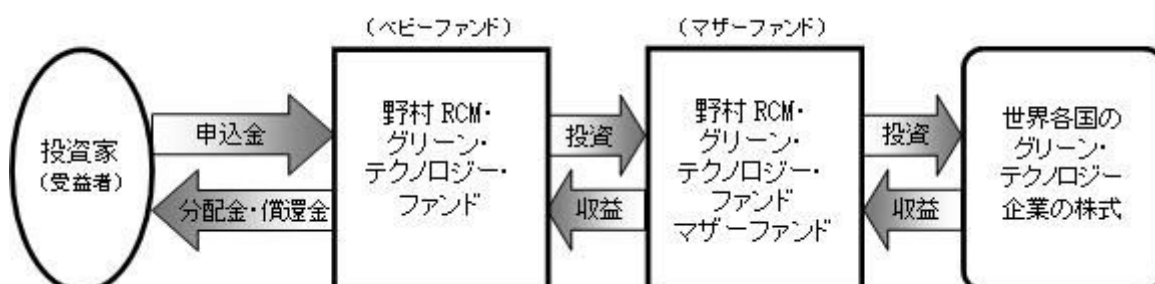 （ベビーファンド）
（マザーファンド）
投資家
（受益者）
申込金
分配金・償還金
野村 RCM・
グリーン・
テクノロジー・
ファンド
投資
収益
野村 RCM・
グリーン・
テクノロジー・
ファンド
マザーファンド
投資
収益
世界各国の
グリーン・
テクノロジー
企業の株式